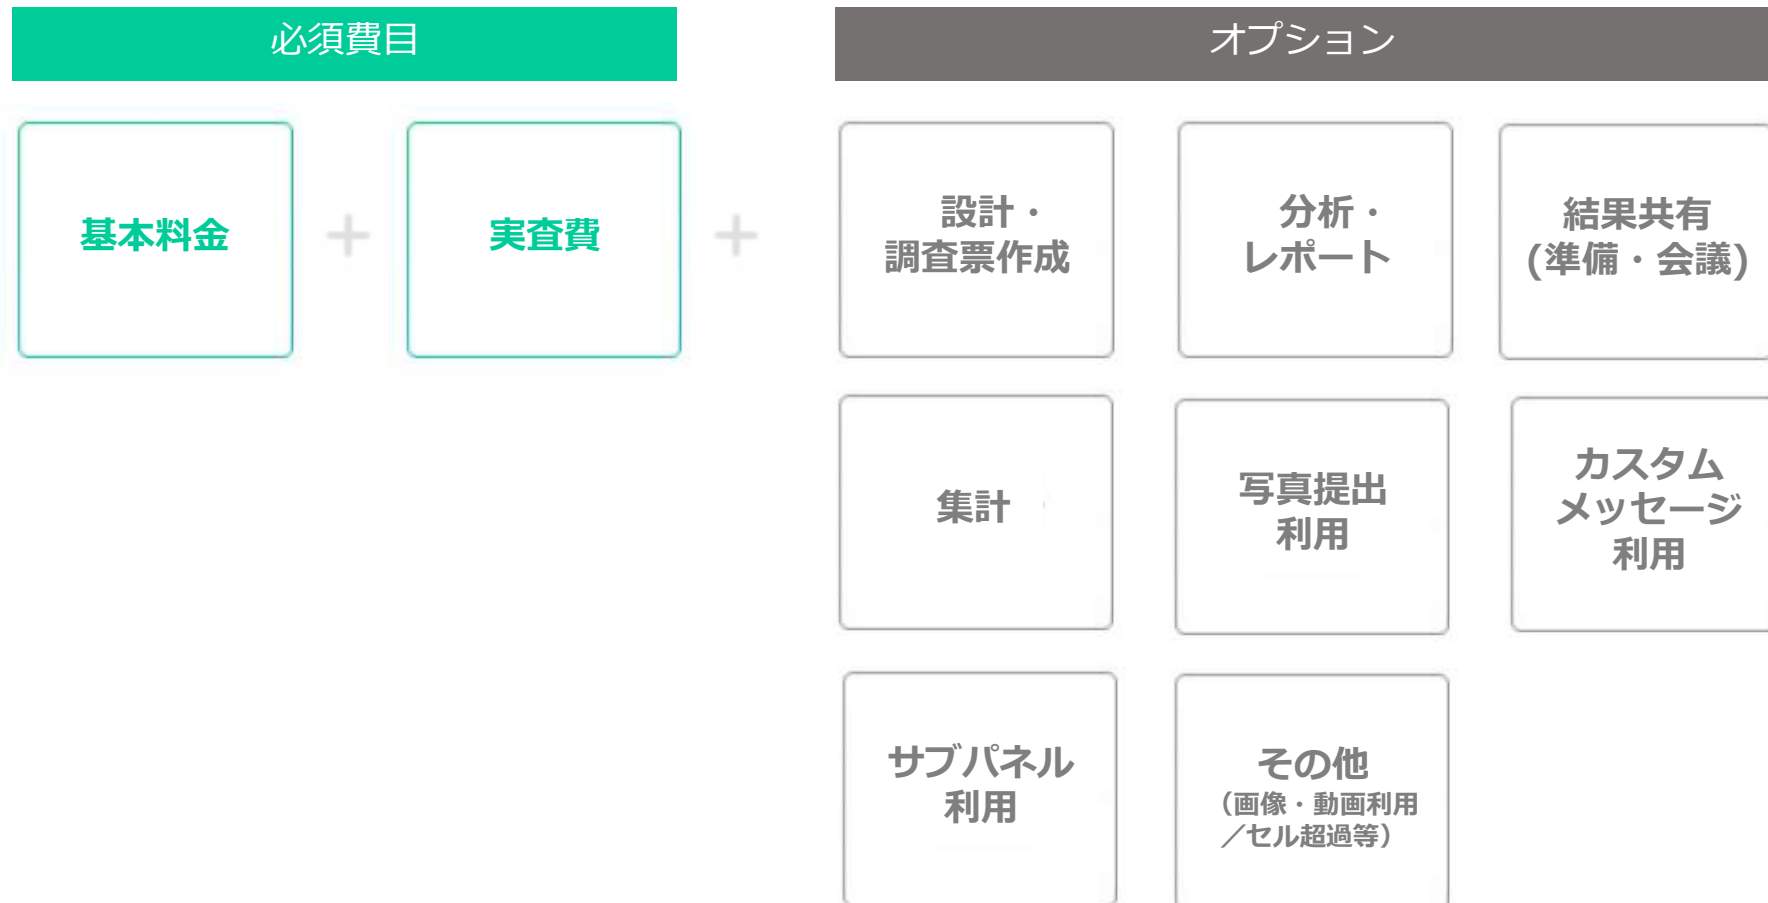 必須費目
オプション
基本料金
+
実査費
+
設計・
調査票作成
分析・
レポート
結果共有
(準備・会議)
集計
写真提出
利用
カスタム
メッセージ
利用
サブパネル
利用
その他
（画像・動画利用
／セル超過等）